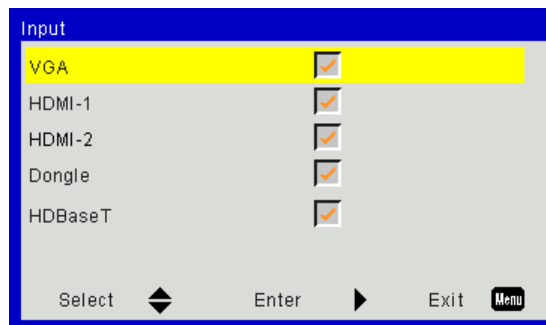 Input
VGA
HDMI-1
HDMI-2
Dongle
HDBaseT
Select Enter Exit Menu